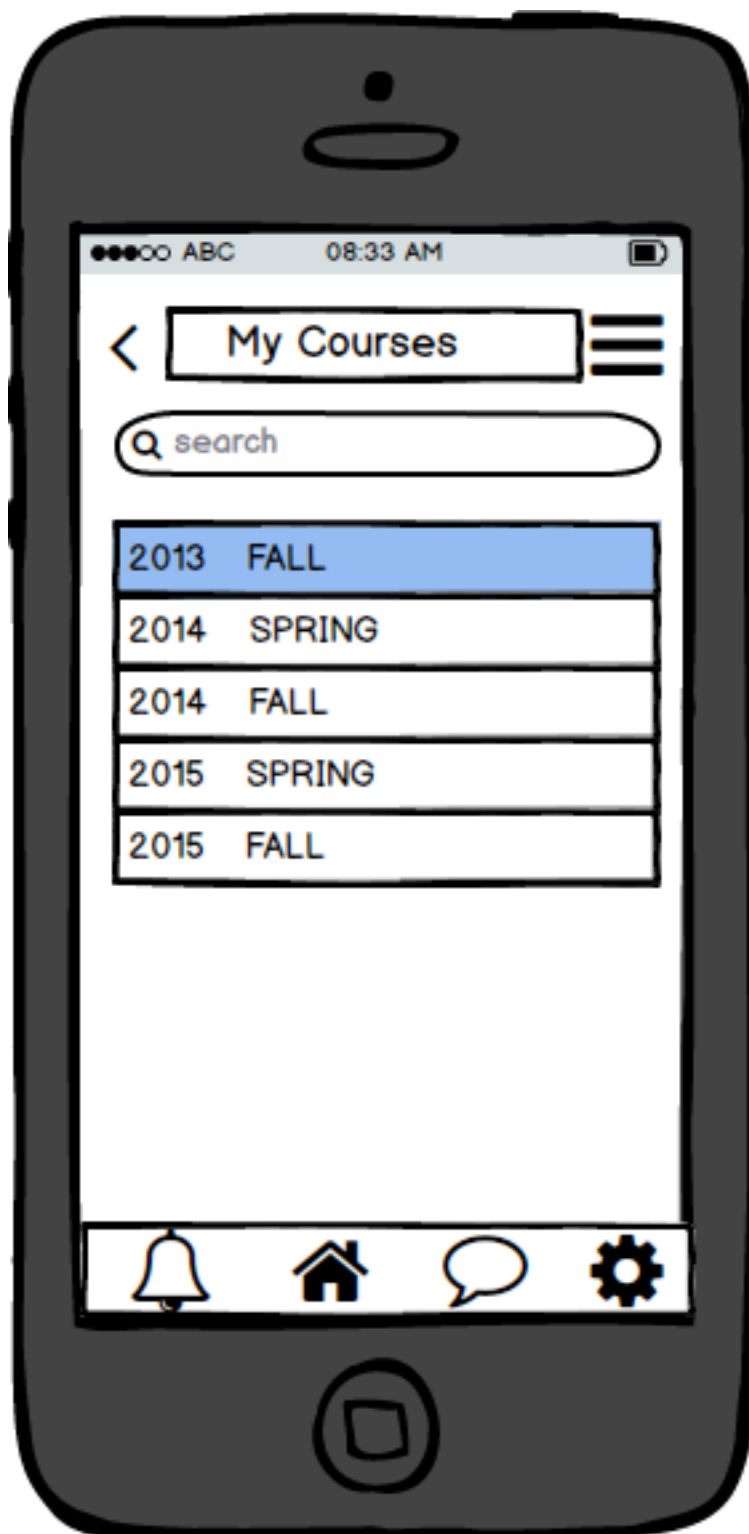 ABC 08:33 AM
My Courses
search
2013 FALL
2014 SPRING
2014 FALL
2015 SPRING
2015 FALL